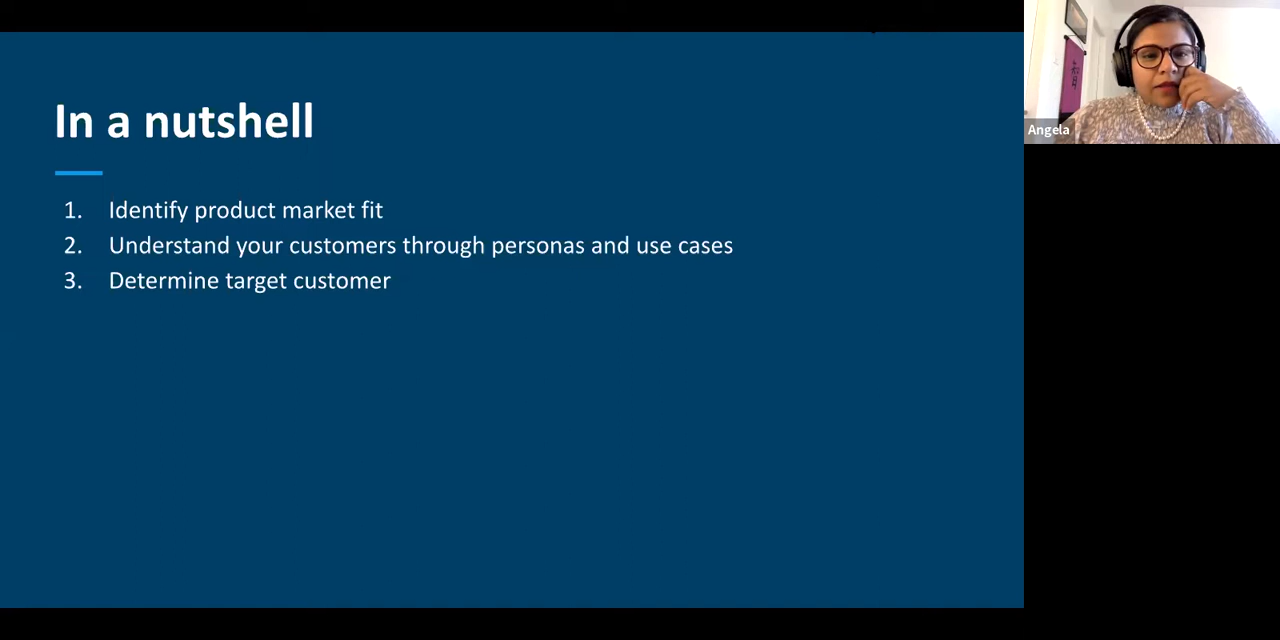 In a nutshell
1. Identify product market fit
2. Understand your customers through personas and use cases
3. Determine target customer
Angela